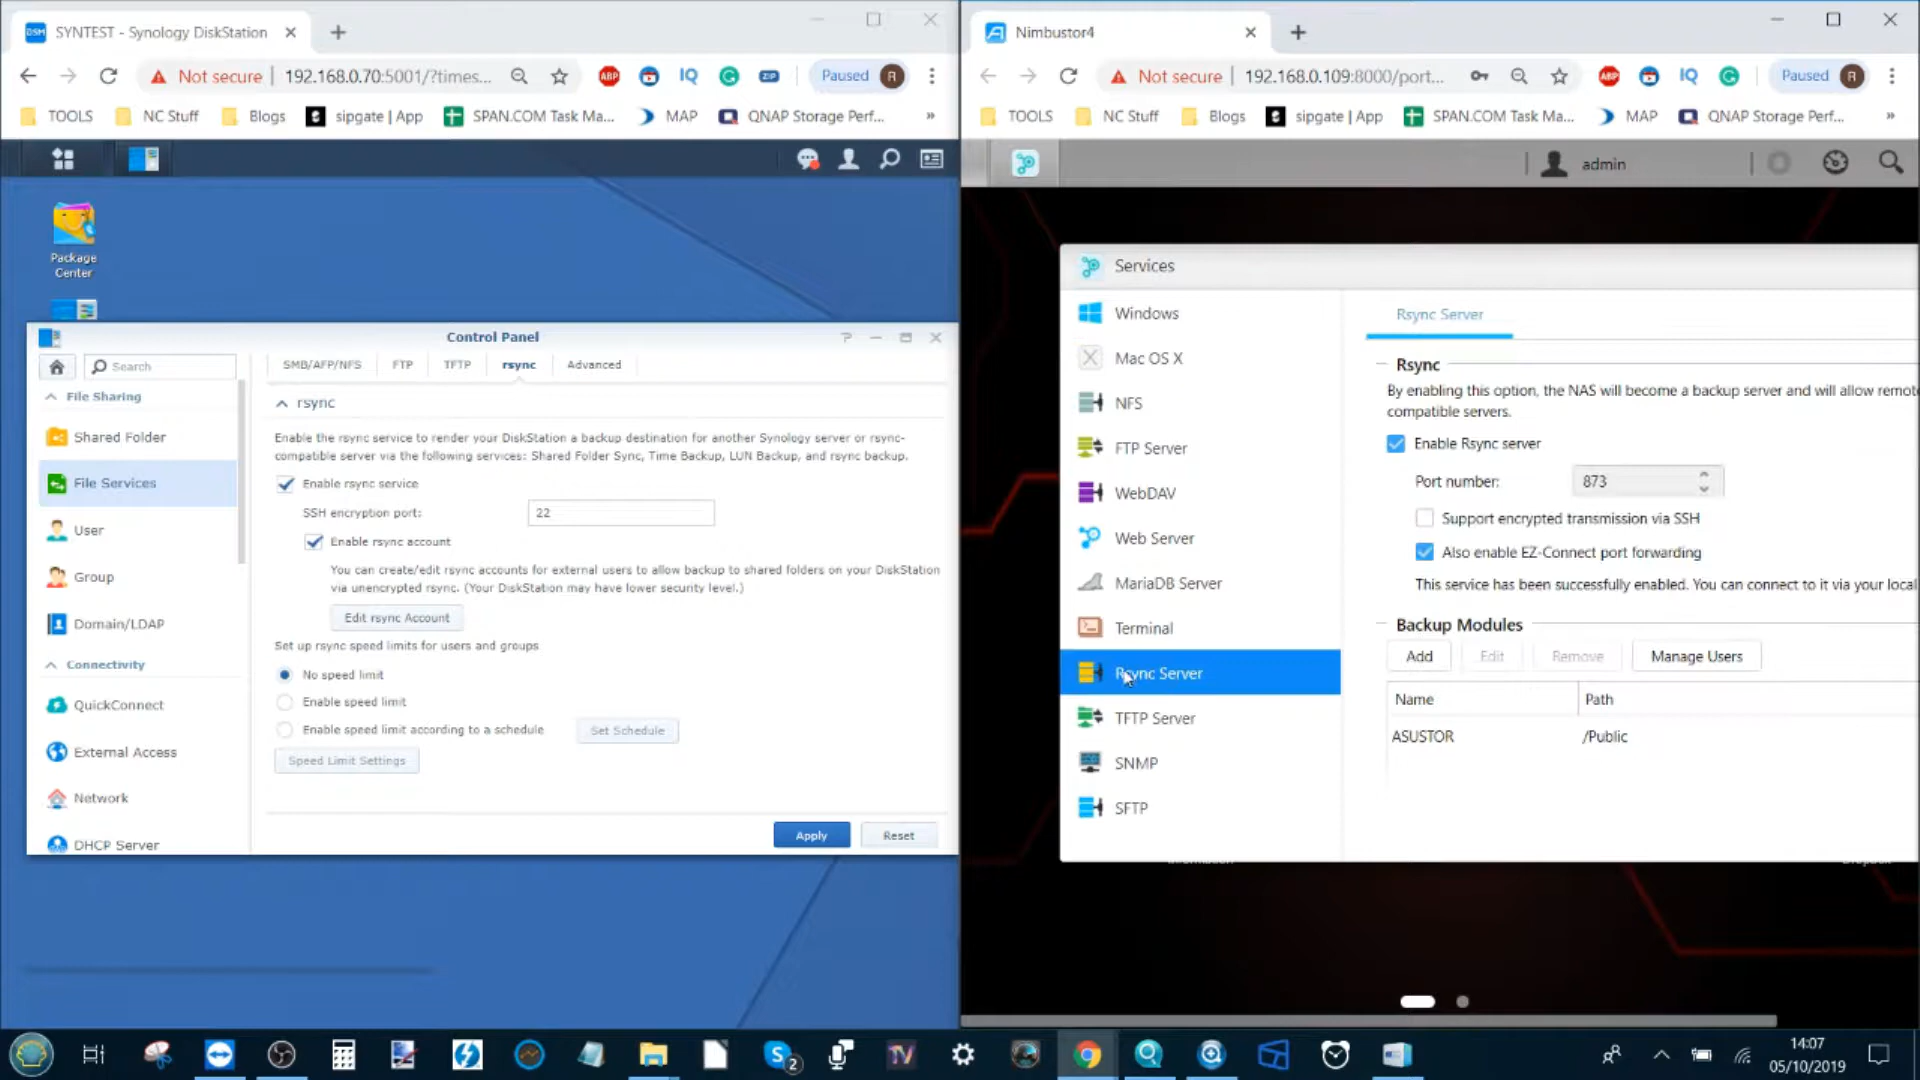 SYNTEST - Synology DiskStation
Not secure
192.168.0.70:5001/?times...
ABP
IQ
ZIP
Paused
R
TOOLS
NC Stuff
Blogs
sipgate | App
SPAN.COM Task Ma...
MAP
QNAP Storage Perf...
»
Package
Center
Control Panel
Search
File Sharing
Shared Folder
File Services
User
Group
Domain/LDAP
Connectivity
QuickConnect
External Access
Network
DHCP Server
SMB/AFP/NFS
FTP
TFTP
rsync
Advanced
rsync
Enable the rsync service to render your DiskStation a backup destination for another Synology server or rsync-
compatible server via the following services: Shared Folder Sync, Time Backup, LUN Backup, and rsync backup.
Enable rsync service
SSH encryption port:
22
Enable rsync account
You can create/edit rsync accounts for external users to allow backup to shared folders on your DiskStation
via unencrypted rsync. (Your DiskStation may have lower security level.)
Edit rsync Account
Set up rsync speed limits for users and groups
No speed limit
Enable speed limit
Enable speed limit according to a schedule
Set Schedule
Speed Limit Settings
Apply
Reset
Nimbustor4
Not secure
192.168.0.109:8000/port...
ABP
IQ
Paused
R
TOOLS
NC Stuff
Blogs
sipgate | App
SPAN.COM Task Ma...
MAP
QNAP Storage Perf...
»
admin
Services
Windows
Mac OS X
NFS
FTP Server
WebDAV
Web Server
MariaDB Server
Terminal
Rsync Server
TFTP Server
SNMP
SFTP
Rsync Server
Rsync
By enabling this option, the NAS will become a backup server and will allow remote
compatible servers.
Enable Rsync server
Port number:
873
Support encrypted transmission via SSH
Also enable EZ-Connect port forwarding
This service has been successfully enabled. You can connect to it via your local
Backup Modules
Add
Edit
Remove
Manage Users
Name
Path
ASUSTOR
/Public
2
TV
14:07
05/10/2019